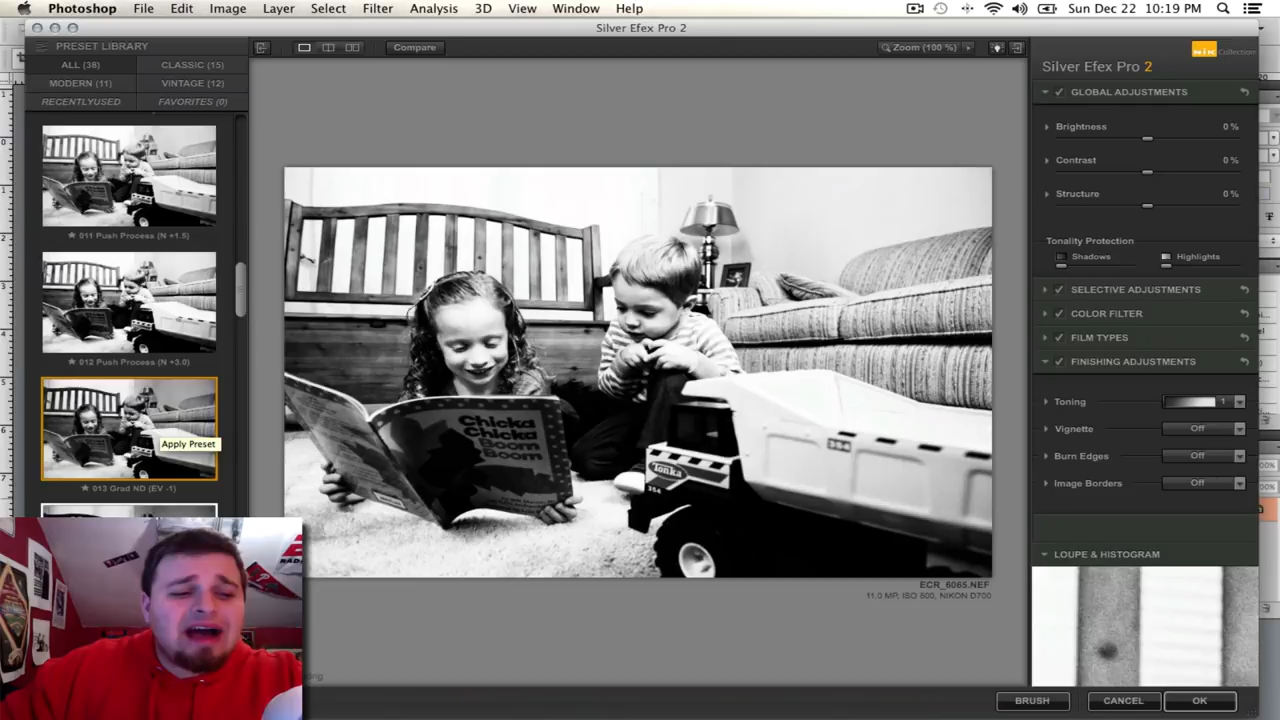 Photoshop File Edit Image Layer Select Filter Analysis 3D View Window Help Sun Dec 22 10:19 PM
Silver Efex Pro 2
PRESET LIBRARY
Compare
Zoom (100 %)
nik Collection
ALL (38) CLASSIC (15)
MODERN (11) VINTAGE (12)
RECENTLYUSED FAVORITES (0)
011 Push Process (N +1.5)
012 Push Process (N +3.0)
Apply Preset
013 Grad ND (EV -1)
Chicka
Chicka
Boom
Boom
354
Tonka
354
ECR_6065.NEF
11.0 MP, ISO 800, NIKON D700
Silver Efex Pro 2
GLOBAL ADJUSTMENTS
Brightness 0 %
Contrast 0 %
Structure 0 %
Tonality Protection
Shadows Highlights
SELECTIVE ADJUSTMENTS
COLOR FILTER
FILM TYPES
FINISHING ADJUSTMENTS
Toning 1
Vignette Off
Burn Edges Off
Image Borders Off
LOUPE & HISTOGRAM
BRUSH CANCEL OK